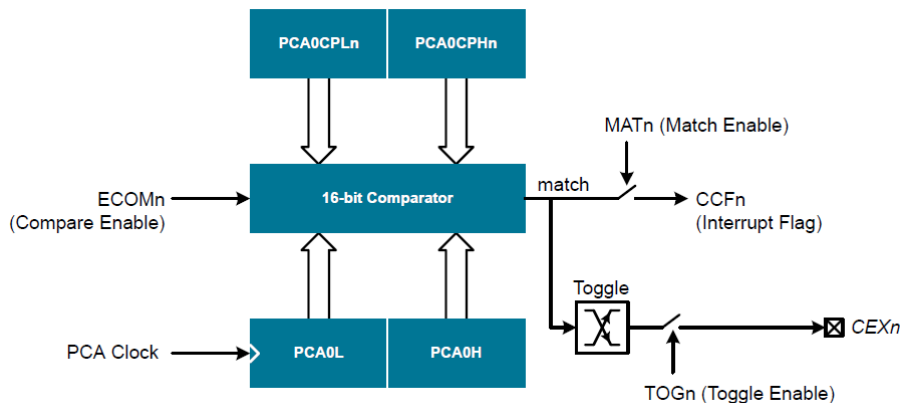 PCA0CPLn
PCA0CPHn
MATn (Match Enable)
ECOMn
(Compare Enable)
16-bit Comparator
match
CCFn
(Interrupt Flag)
Toggle
PCA Clock
PCA0L
PCA0H
CEXn
TOGn (Toggle Enable)